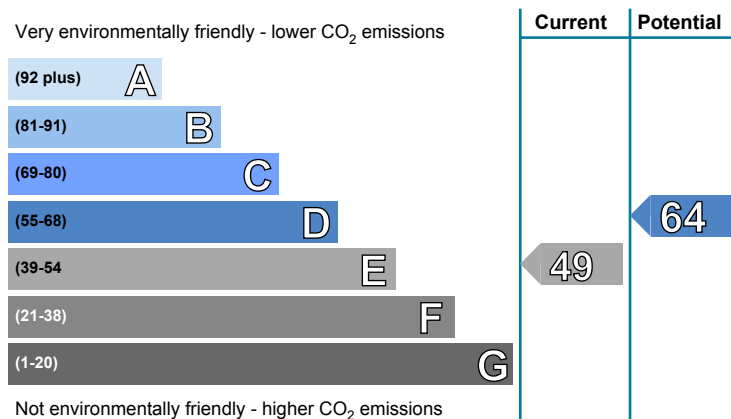 Very environmentally friendly - lower CO₂ emissions
Current
Potential
(92 plus) A
(81-91) B
(69-80) C
(55-68) D
64
(39-54 E
49
(21-38) F
(1-20) G
Not environmentally friendly - higher CO₂ emissions